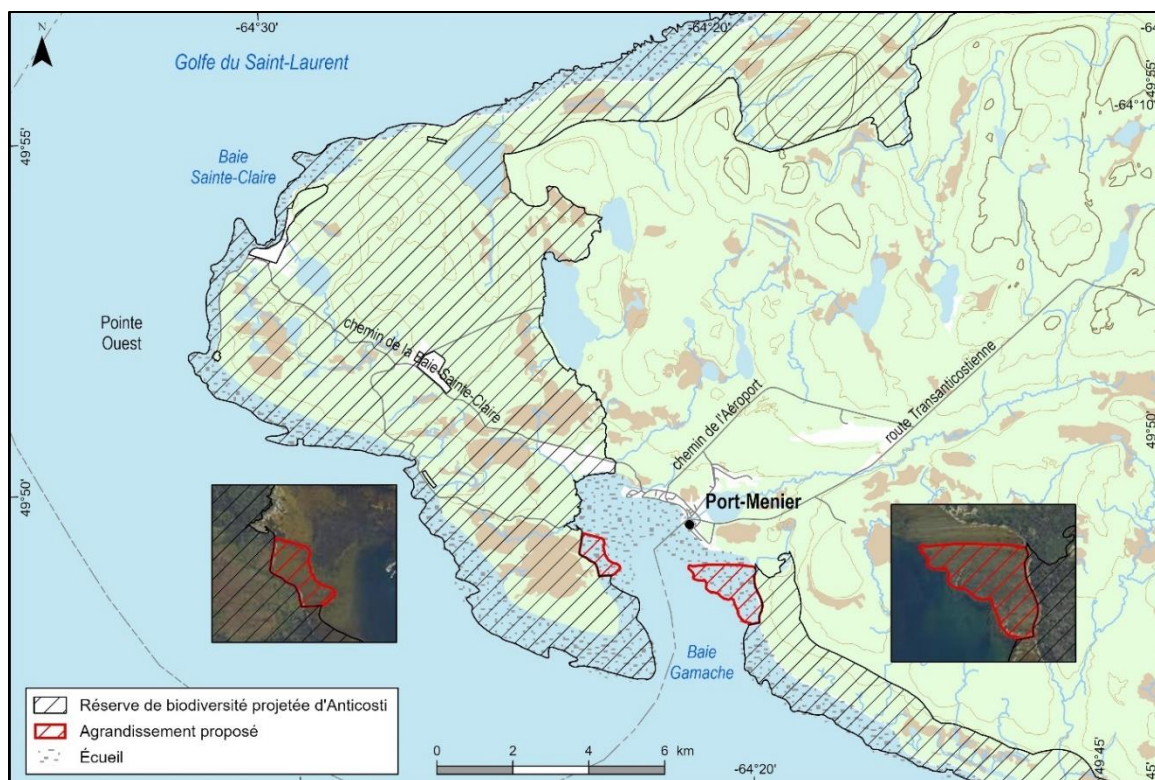 N
-64°30'
-64°20'
-6
Golfe du Saint-Laurent
49°55'
-64°10'
49°55'
Baie
Sainte-Claire
Pointe
Ouest
chemin de la Baie-Sainte-Claire
chemin de l'Aéroport
route Transanticostienne
49°50'
49°50'
Port-Menier
Baie
Gamache
Réserve de biodiversité projetée d'Anticosti
Agrandissement proposé
Écueil
0 2 4 6 km
-64°20'
49°45'
45'